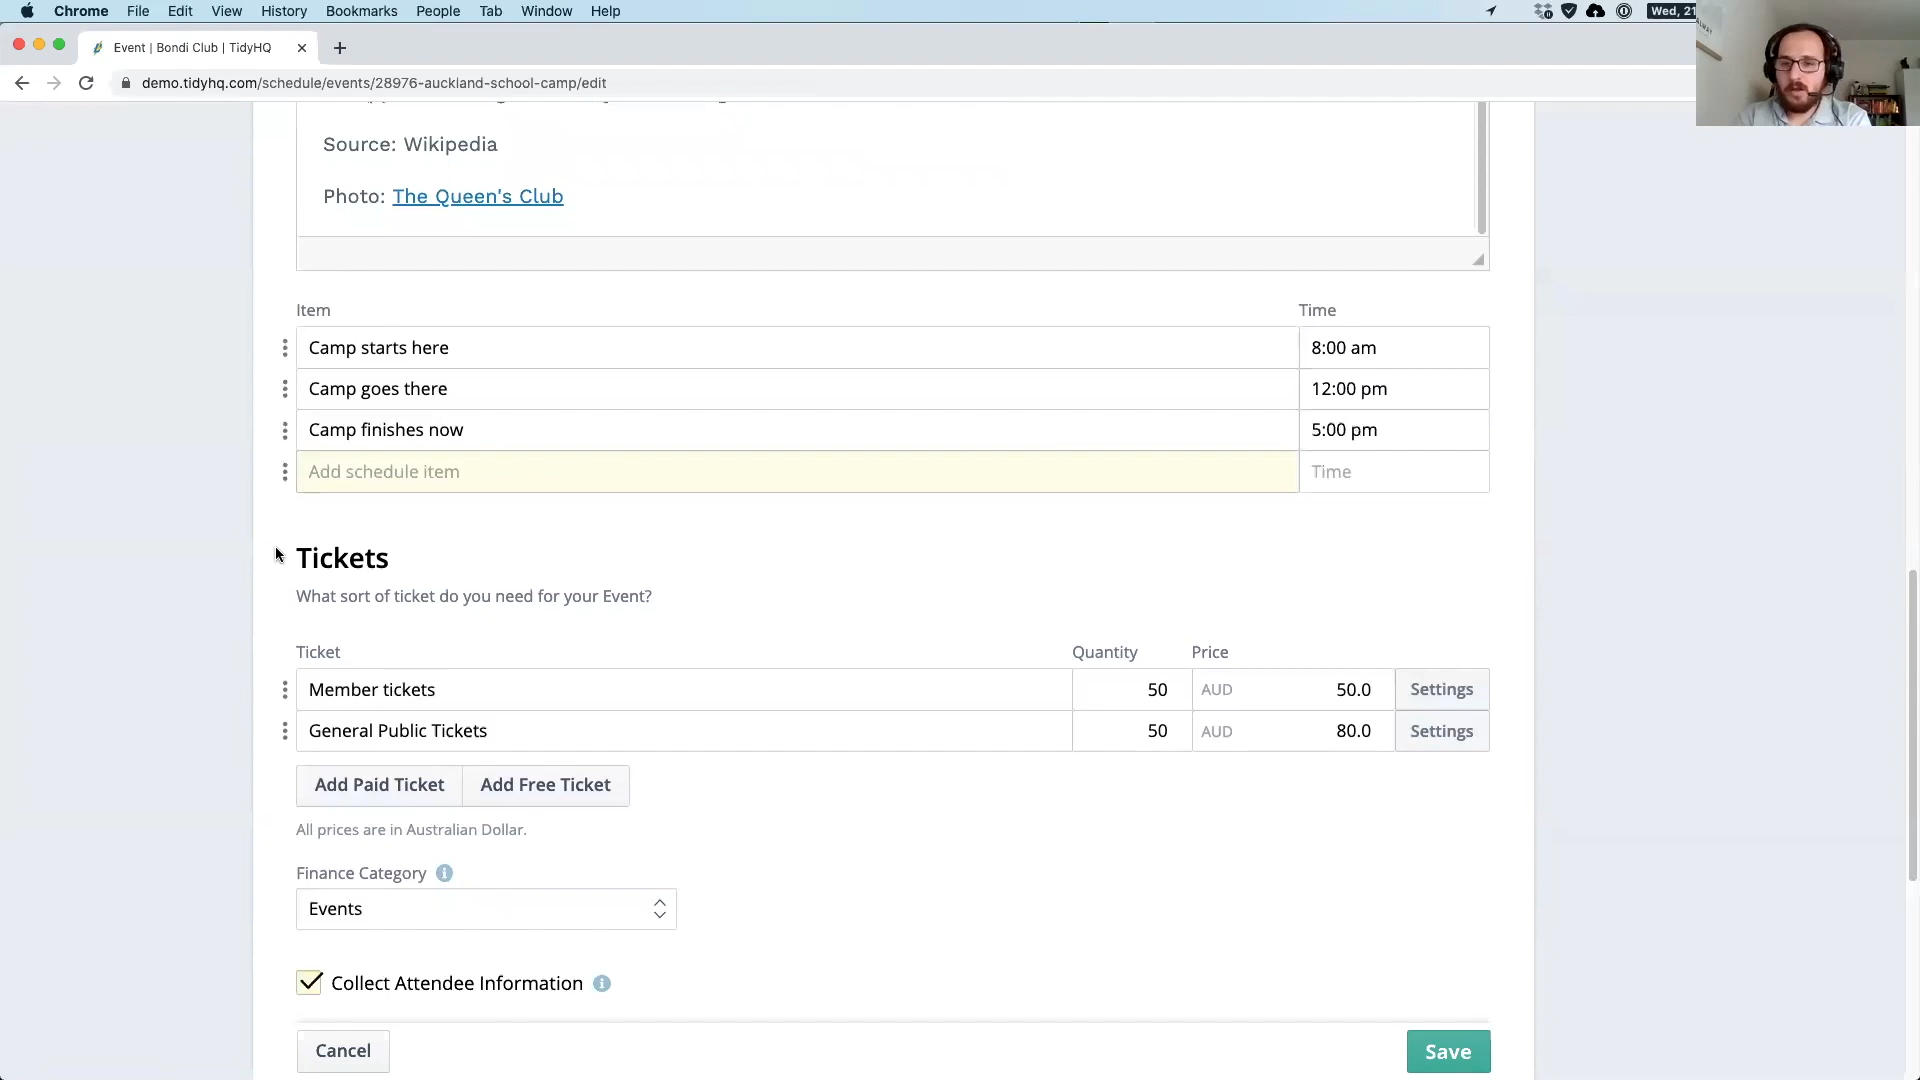 Chrome File Edit View History Bookmarks People Tab Window Help
Wed, 21
Event | Bondi Club | TidyHQ
demo.tidyhq.com/schedule/events/28976-auckland-school-camp/edit
Source: Wikipedia
Photo: The Queen's Club
Item Time
Camp starts here 8:00 am
Camp goes there 12:00 pm
Camp finishes now 5:00 pm
Add schedule item Time
Tickets
What sort of ticket do you need for your Event?
Ticket Quantity Price
Member tickets 50 AUD 50.0 Settings
General Public Tickets 50 AUD 80.0 Settings
Add Paid Ticket Add Free Ticket
All prices are in Australian Dollar.
Finance Category
Events
Collect Attendee Information
Cancel Save